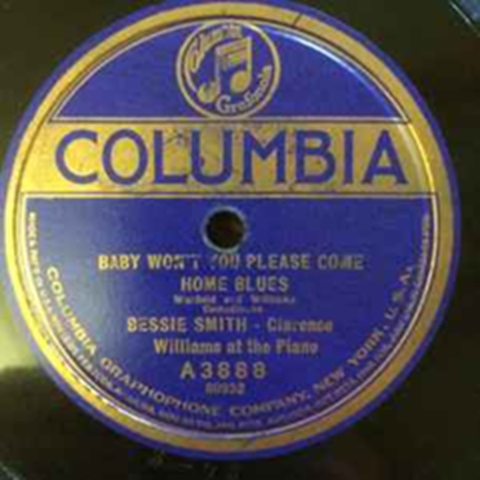 Columbia
Grafonola
COLUMBIA
BABY WON'T YOU PLEASE COME
HOME BLUES
Warfield and Williams
BESSIE SMITH - Clarence
Williams at the Piano
A3888
80952
COLUMBIA GRAPHOPHONE COMPANY, NEW YORK, U.S.A.